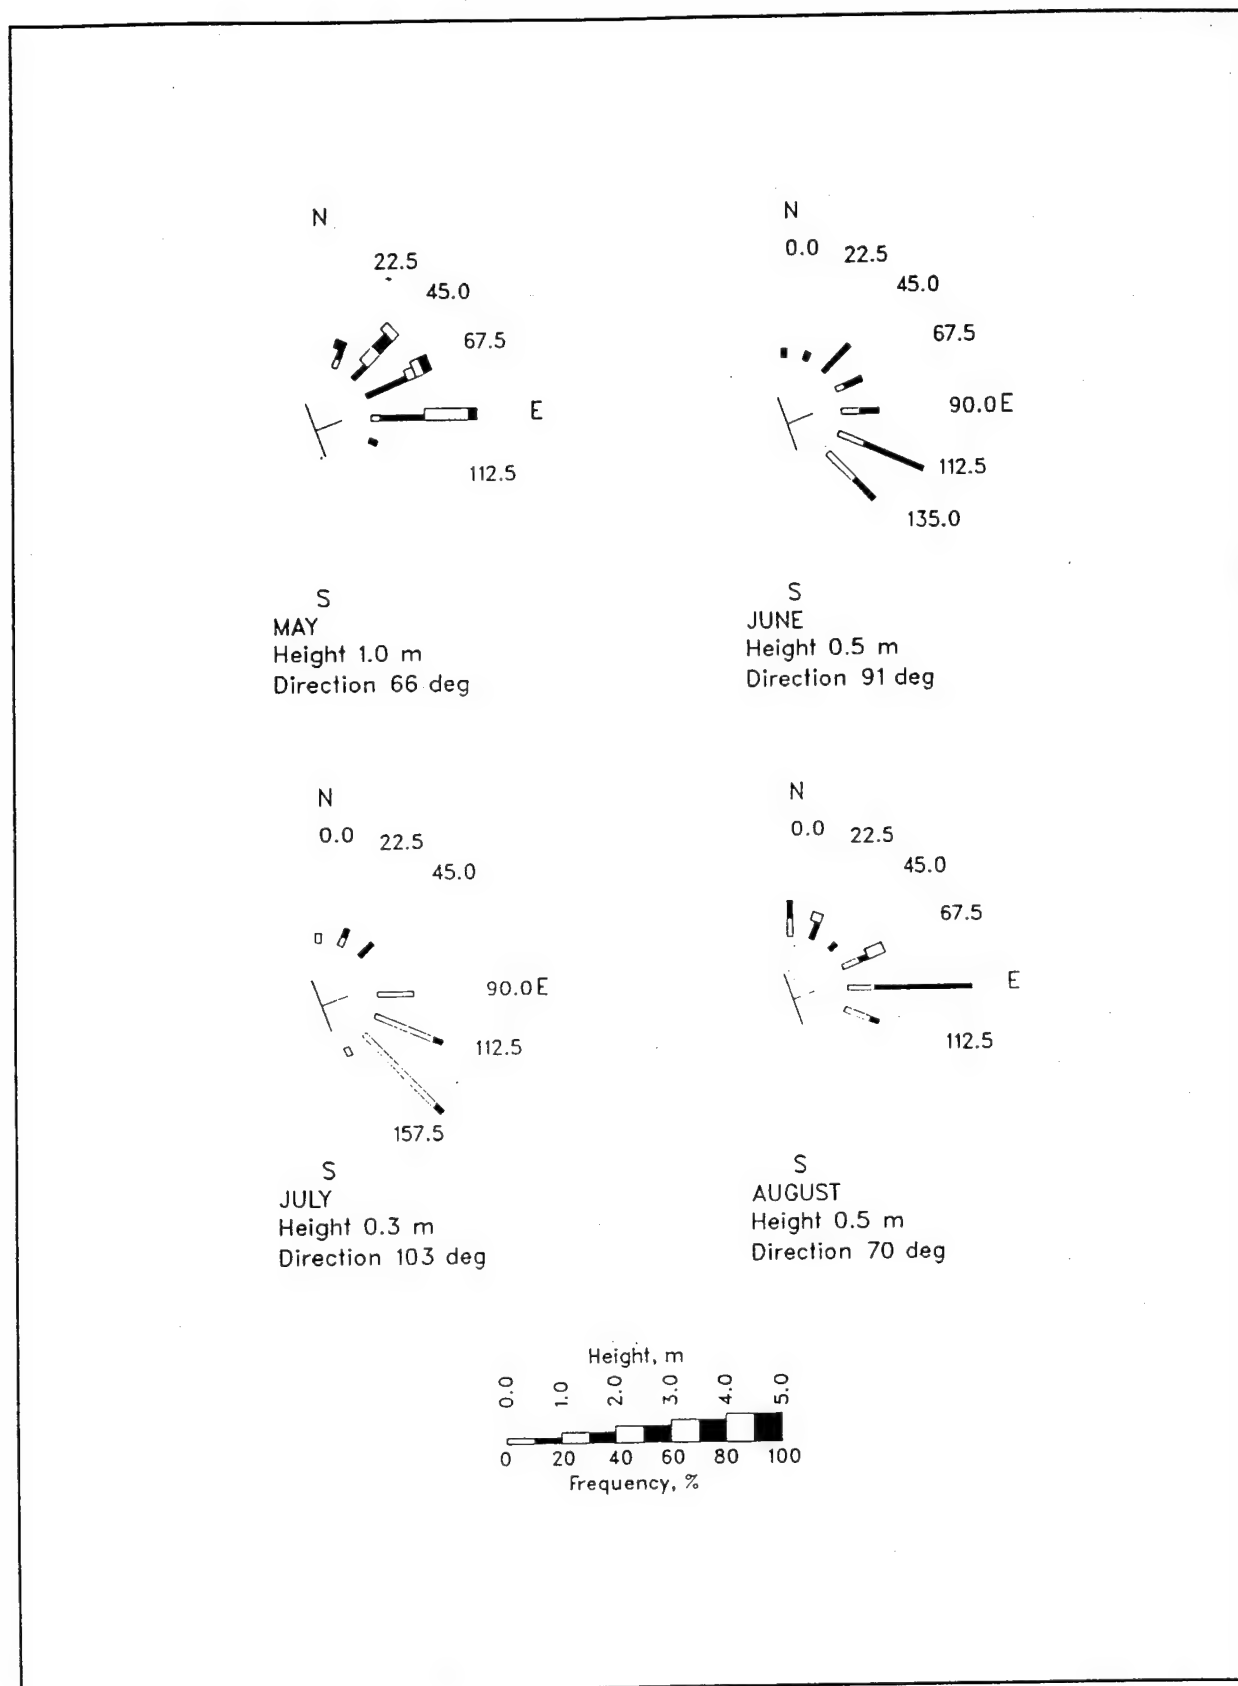 N
22.5
45.0
67.5
E
112.5
S
MAY
Height 1.0 m
Direction 66 deg
N
0.0 22.5
45.0
67.5
90.0E
112.5
135.0
S
JUNE
Height 0.5 m
Direction 91 deg
N
0.0 22.5
45.0
90.0E
112.5
157.5
S
JULY
Height 0.3 m
Direction 103 deg
N
0.0 22.5
45.0
67.5
E
112.5
S
AUGUST
Height 0.5 m
Direction 70 deg
Height, m
0.0 1.0 2.0 3.0 4.0 5.0
0 20 40 60 80 100
Frequency, %